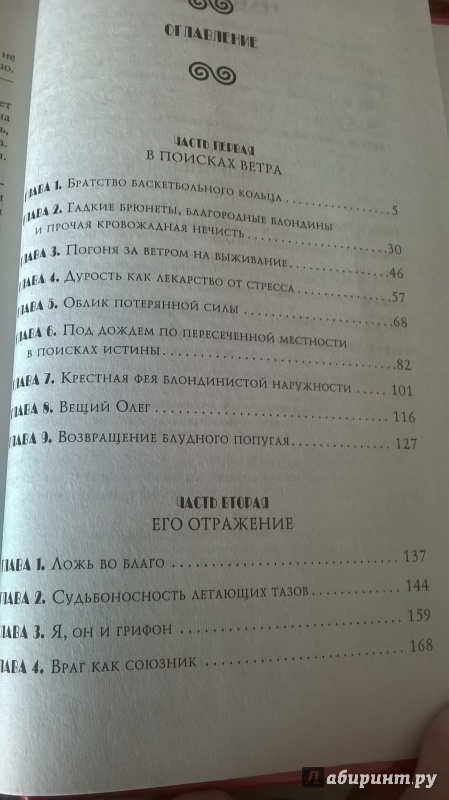 не
ю.
ет
на
ь,
а.
и.
и
и
ОГЛАВЛЕНИЕ
ЧАСТЬ ПЕРВАЯ
В ПОИСКАХ ВЕТРА
ГЛАВА 1. Братство баскетбольного кольца 5
ГЛАВА 2. Гадкие брюнеты, благородные блондины
и прочая кровожадная нечисть 30
ГЛАВА 3. Погоня за ветром на выживание 46
ГЛАВА 4. Дурость как лекарство от стресса 57
ГЛАВА 5. Облик потерянной силы 68
ГЛАВА 6. Под дождем по пересеченной местности
в поисках истины 82
ГЛАВА 7. Крестная фея блондинистой наружности 101
ГЛАВА 8. Вещий Олег 116
ГЛАВА 9. Возвращение блудного попугая 127
ЧАСТЬ ВТОРАЯ
ЕГО ОТРАЖЕНИЕ
ГЛАВА 1. Ложь во благо 137
ГЛАВА 2. Судьбоносность летающих тазов 144
ГЛАВА 3. Я, он и грифон 159
ГЛАВА 4. Враг как союзник 168
Лабиринт.ру